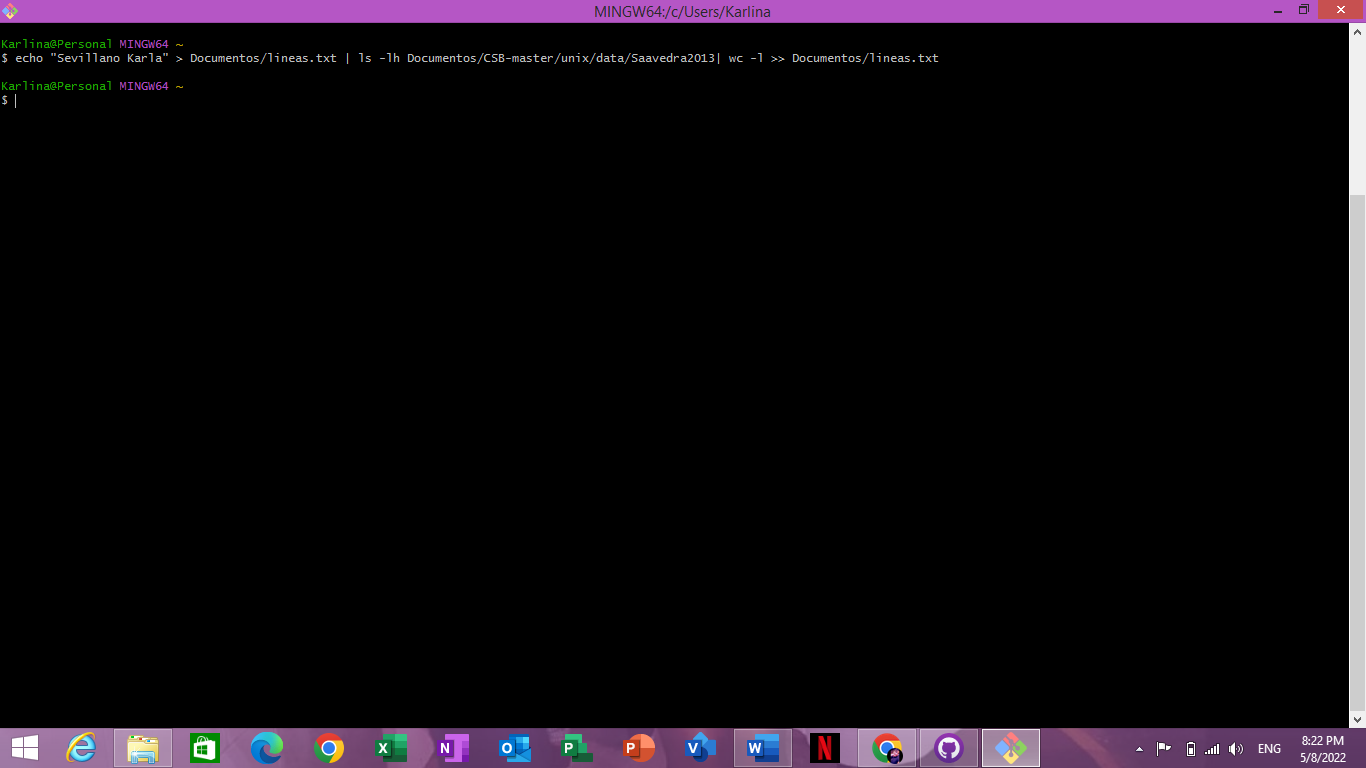 MINGW64:/c/Users/Karlina
Karlina@Personal MINGW64 ~
$ echo "Sevillano Karla" > Documentos/lineas.txt | ls -lh Documentos/CSB-master/unix/data/Saavedra2013| wc -l >> Documentos/lineas.txt
Karlina@Personal MINGW64 ~
$
ENG
8:22 PM
5/8/2022